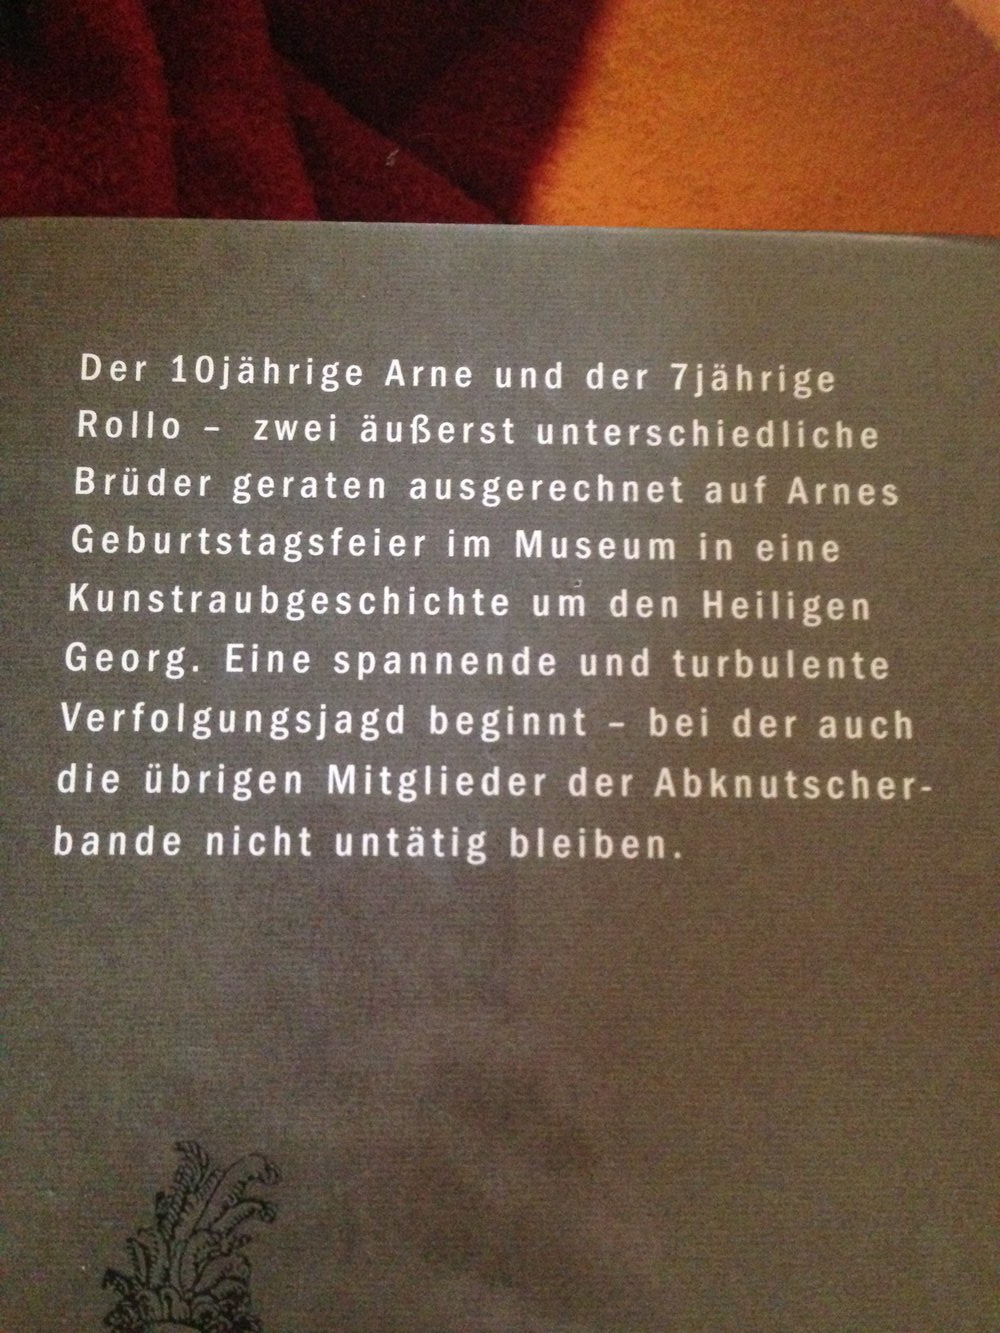 Der 10jährige Arne und der 7jährige
Rollo – zwei äußerst unterschiedliche
Brüder geraten ausgerechnet auf Arnes
Geburtstagsfeier im Museum in eine
Kunstraubgeschichte um den Heiligen
Georg. Eine spannende und turbulente
Verfolgungsjagd beginnt – bei der auch
die übrigen Mitglieder der Abknutscher-
bande nicht untätig bleiben.